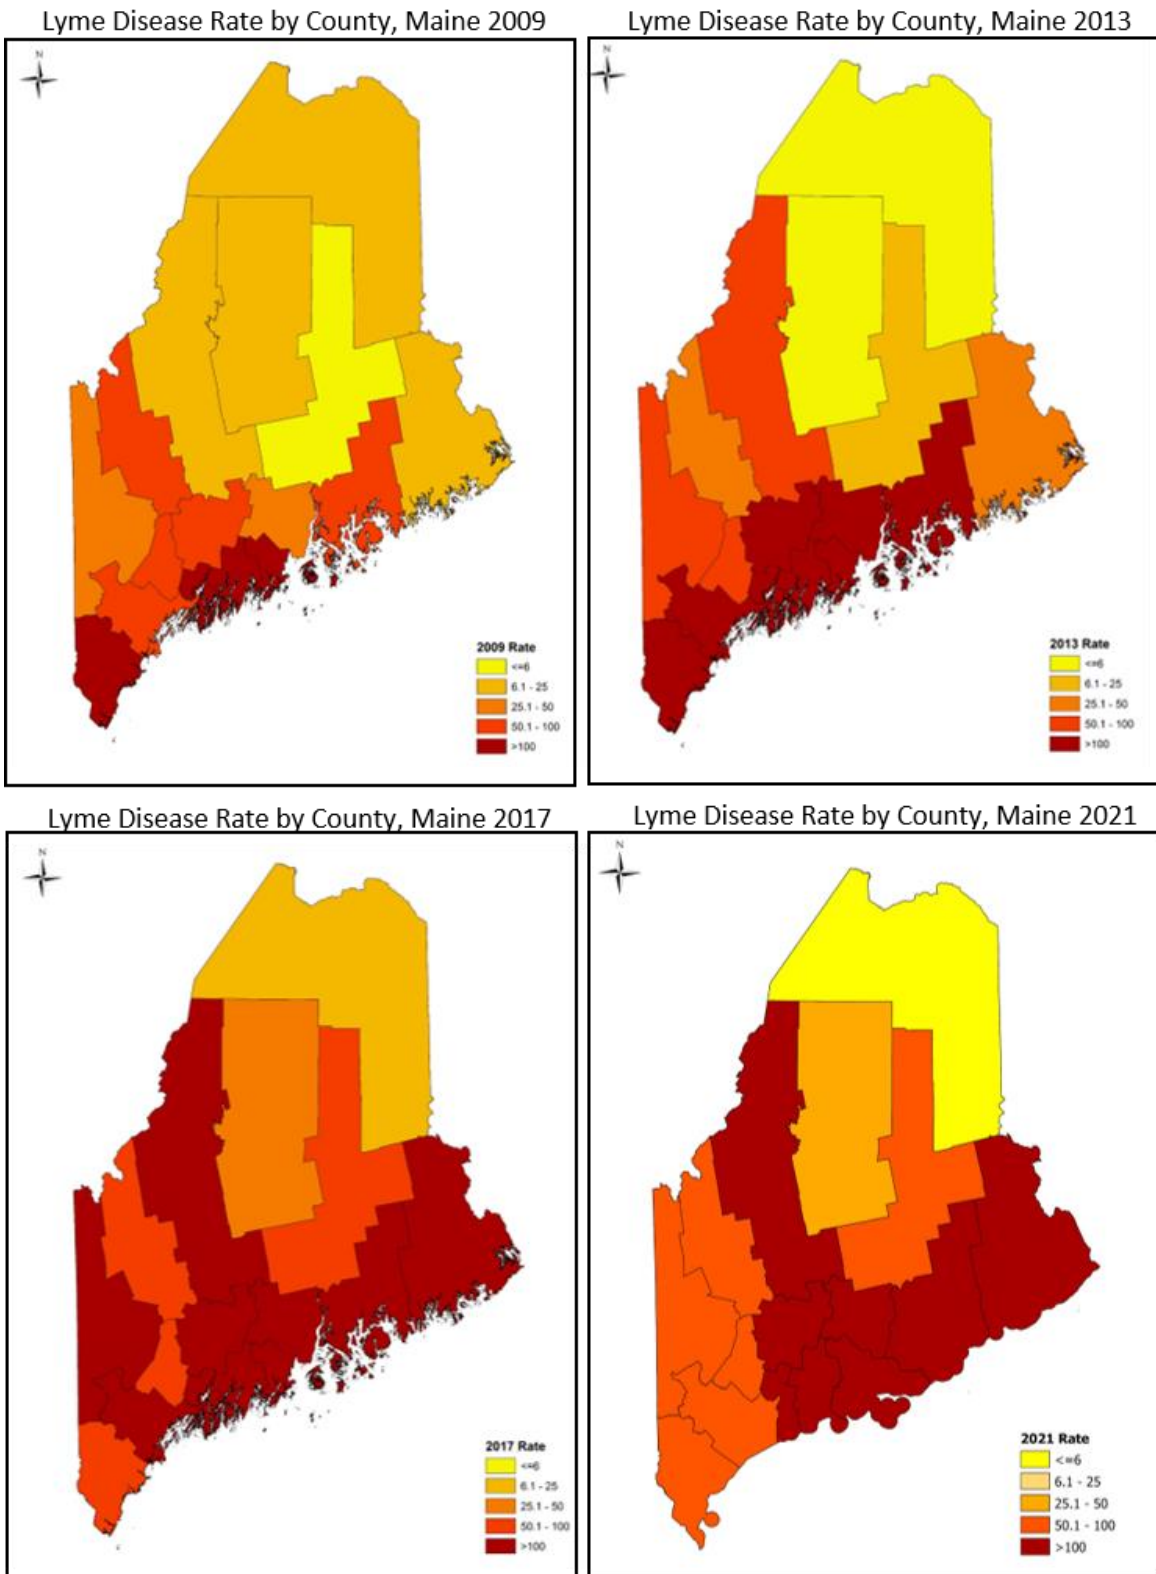 Lyme Disease Rate by County, Maine 2009
N
2009 Rate
<=6
6.1 - 25
25.1 - 50
50.1 - 100
>100
Lyme Disease Rate by County, Maine 2013
N
2013 Rate
<=6
6.1 - 25
25.1 - 50
50.1 - 100
>100
Lyme Disease Rate by County, Maine 2017
N
2017 Rate
<=6
6.1 - 25
25.1 - 50
50.1 - 100
>100
Lyme Disease Rate by County, Maine 2021
N
2021 Rate
<=6
6.1 - 25
25.1 - 50
50.1 - 100
>100